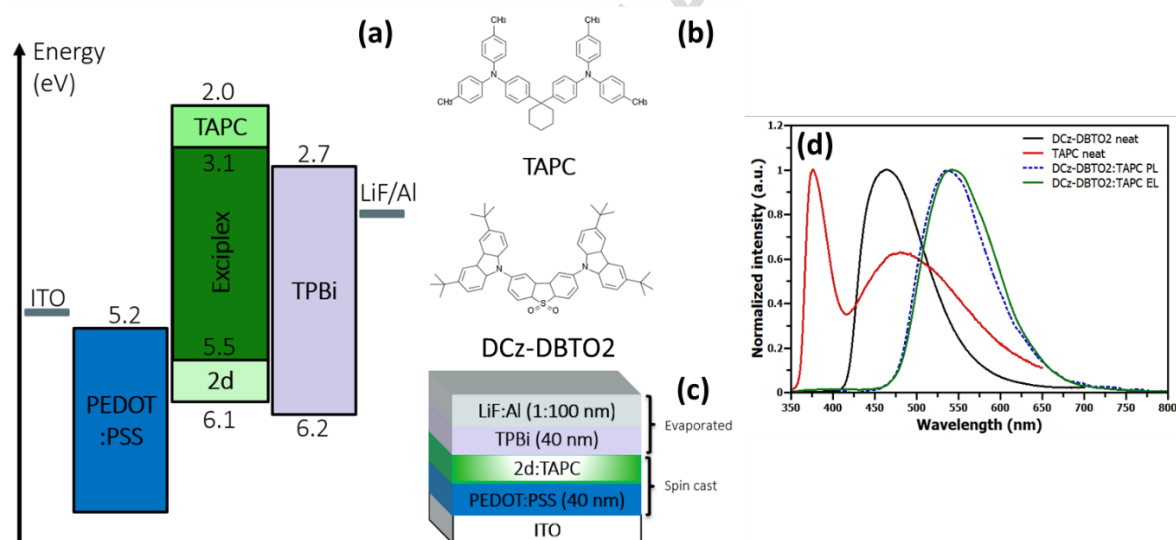 (a)
Energy
(eV)
2.0
TAPC
3.1
2.7
LiF/Al
Exciplex
TPBi
ITO
5.2
5.5
2d
PEDOT
:PSS
6.1
6.2
(b)
CH3
CH3
N
N
CH3
CH3
TAPC
N
N
S
O
O
DCz-DBTO2
(c)
LiF:Al (1:100 nm)
TPBi (40 nm)
Evaporated
2d:TAPC
PEDOT:PSS (40 nm)
Spin cast
ITO
(d)
DCz-DBTO2 neat
TAPC neat
DCz-DBTO2:TAPC PL
DCz-DBTO2:TAPC EL
Normalized intensity (a.u.)
1.2
1
0.8
0.6
0.4
0.2
0
350 400 450 500 550 600 650 700 750 800
Wavelength (nm)